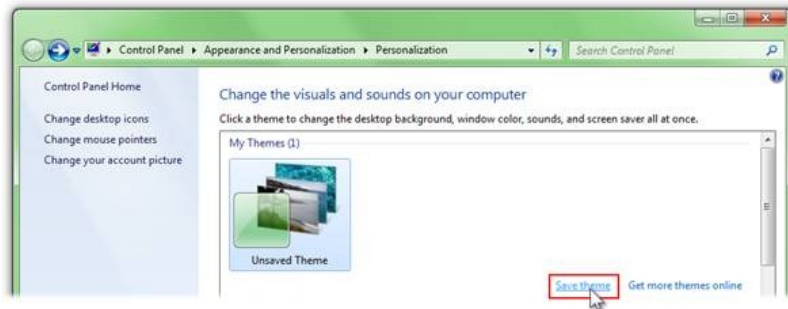 Control Panel ▸ Appearance and Personalization ▸ Personalization
Search Control Panel
Control Panel Home
Change desktop icons
Change mouse pointers
Change your account picture
Change the visuals and sounds on your computer
Click a theme to change the desktop background, window color, sounds, and screen saver all at once.
My Themes (1)
Unsaved Theme
Save theme
Get more themes online